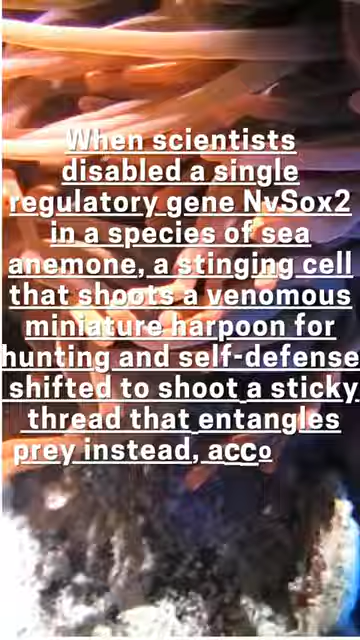 When scientists
disabled a single
regulatory gene NvSox2
in a species of sea
anemone, a stinging cell
that shoots a venomous
miniature harpoon for
hunting and self-defense
shifted to shoot a sticky
thread that entangles
prey instead, acco